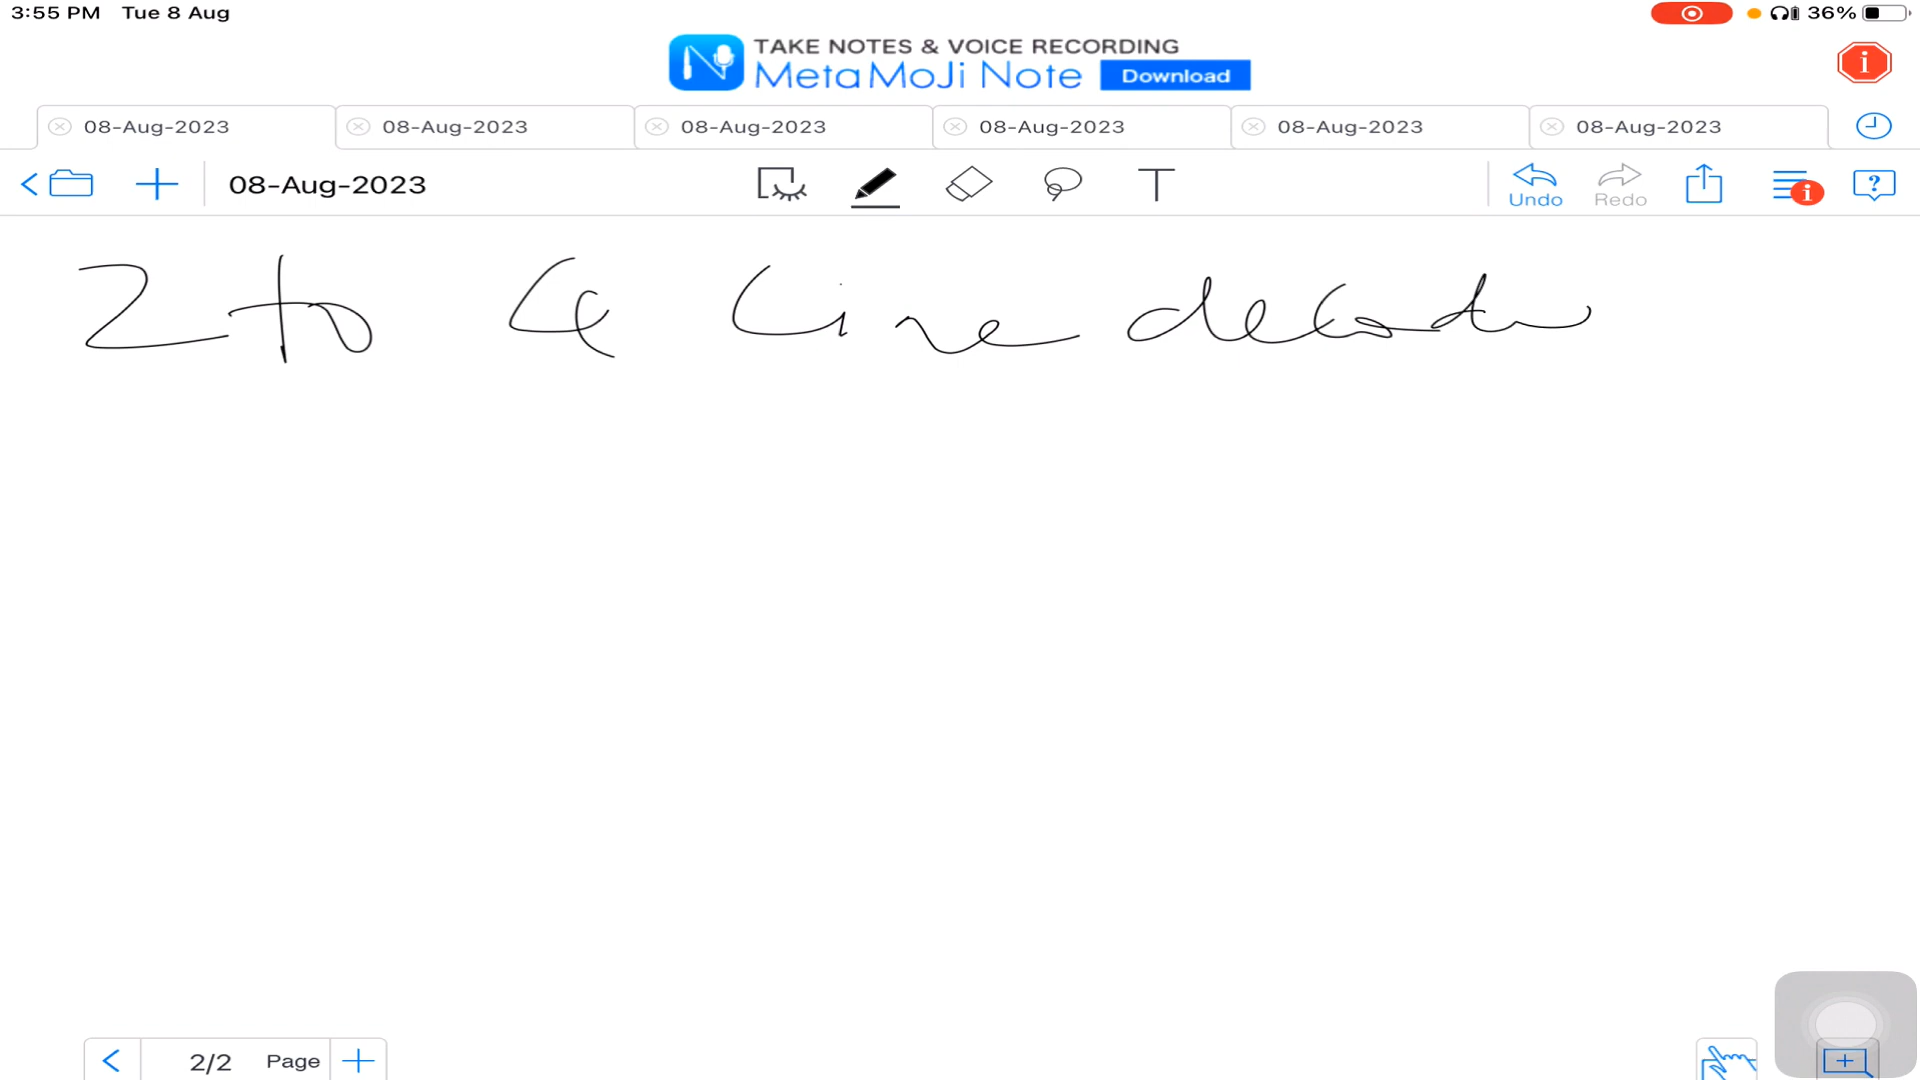 3:55 PM Tue 8 Aug 36%
TAKE NOTES & VOICE RECORDING
MetaMoJi Note Download
08-Aug-2023 08-Aug-2023 08-Aug-2023 08-Aug-2023 08-Aug-2023 08-Aug-2023
08-Aug-2023 T Undo Redo
2 to 4 line decoder
2/2 Page